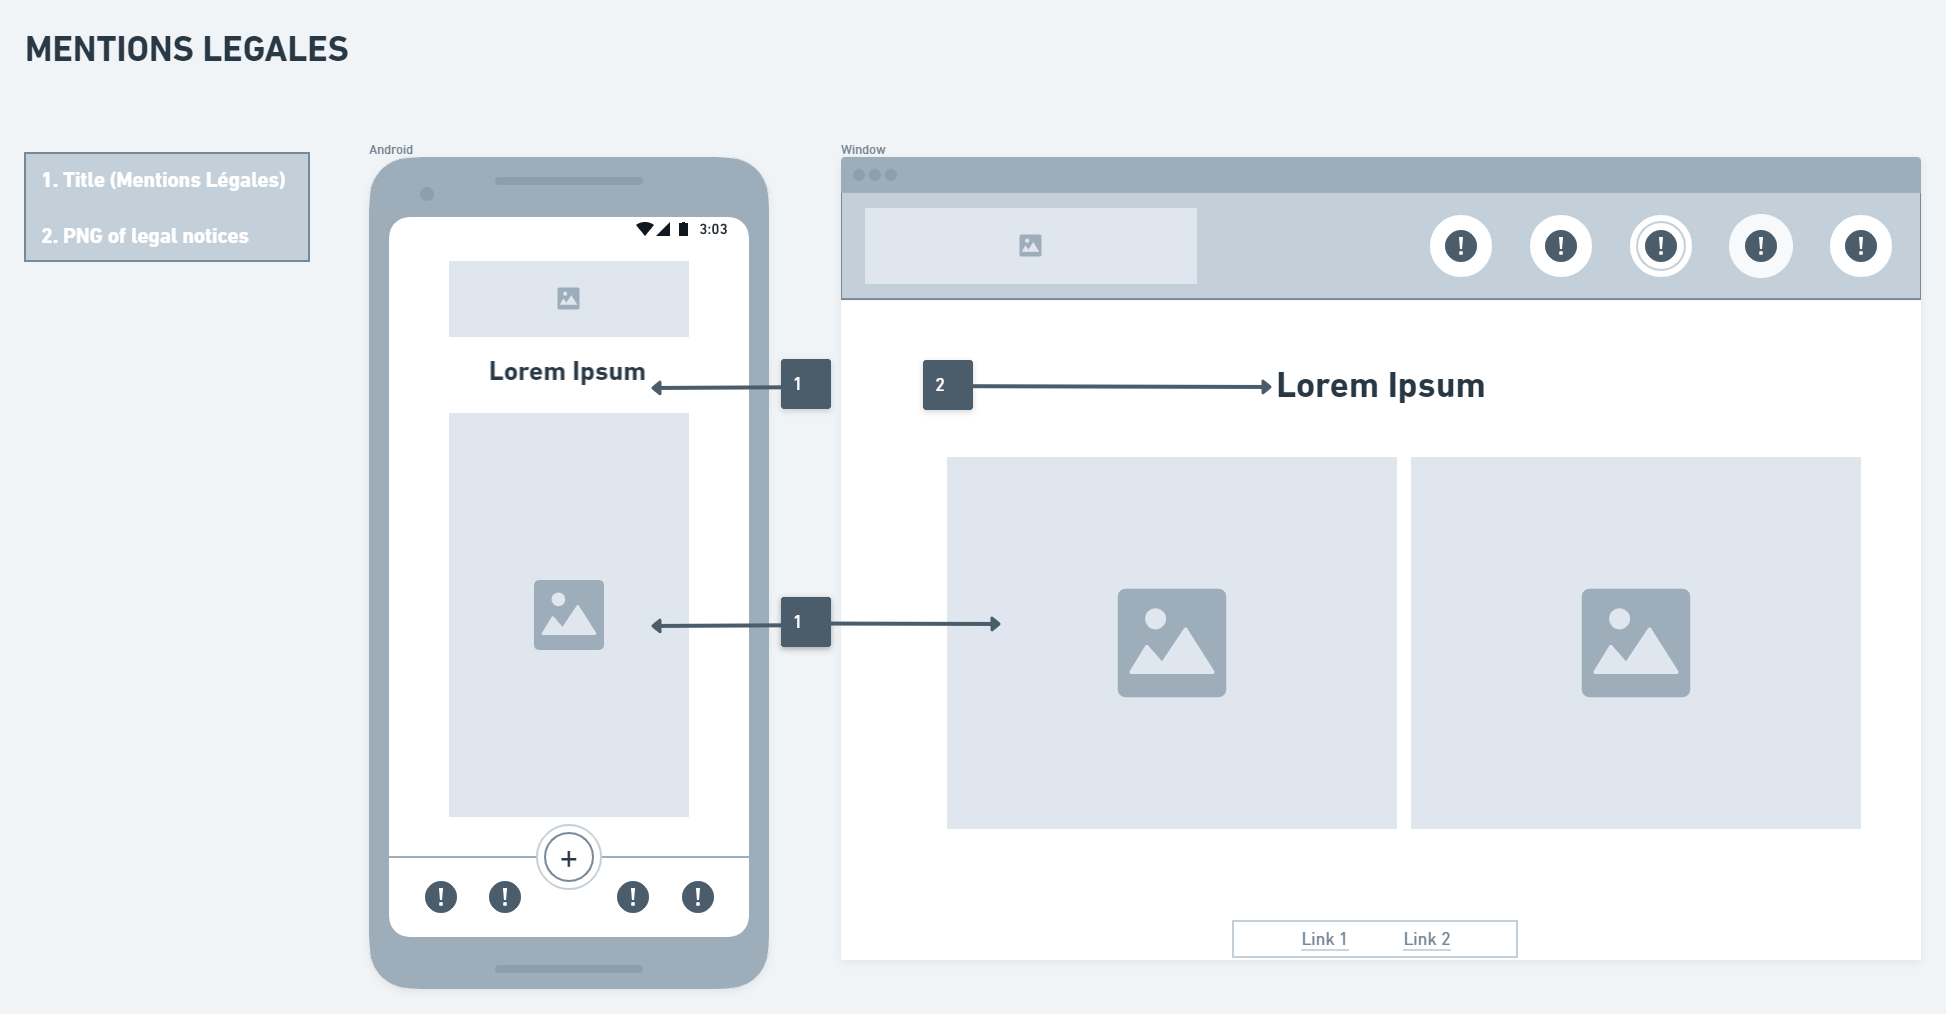 MENTIONS LEGALES
1. Title (Mentions Légales)
2. PNG of legal notices
Android
3:03
Lorem Ipsum
1
1
+
Window
2
Lorem Ipsum
Link 1
Link 2